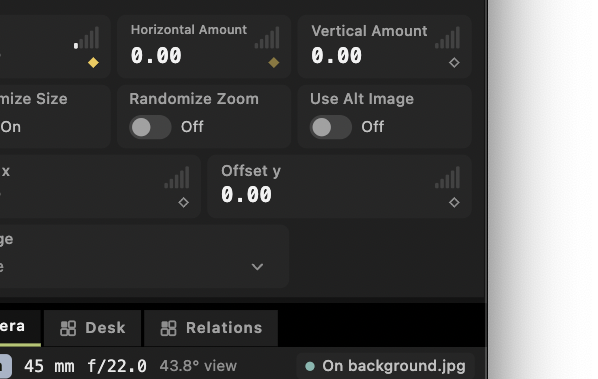 Horizontal Amount Vertical Amount
0.00 0.00
mize Size Randomize Zoom Use Alt Image
On Off Off
x Offset y
0.00
ge
e
era Desk Relations
45 mm f/22.0 43.8° view On background.jpg